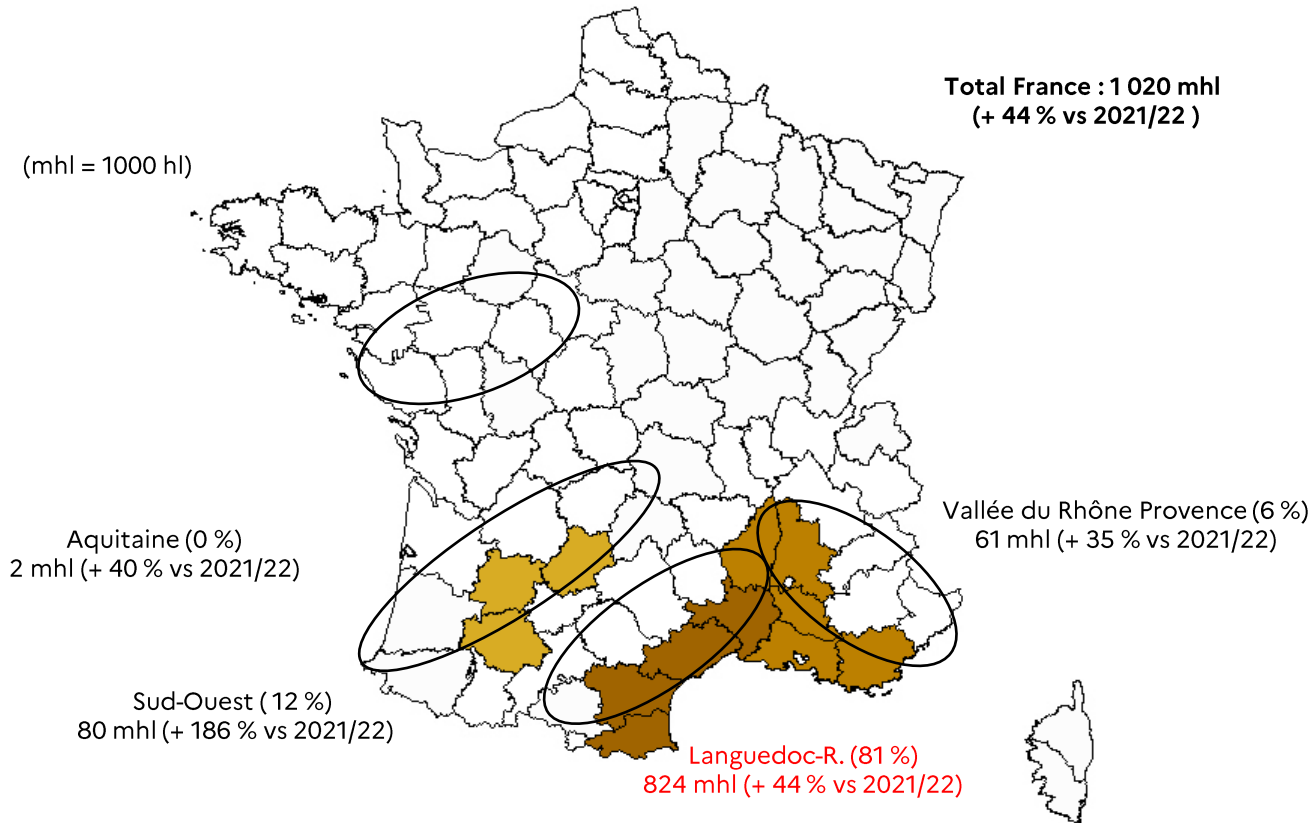 Total France : 1 020 mhl
(+ 44 % vs 2021/22 )
(mhl = 1000 hl)
Vallée du Rhône Provence (6 %)
61 mhl (+ 35 % vs 2021/22)
Aquitaine (0 %)
2 mhl (+ 40 % vs 2021/22)
Sud-Ouest ( 12 %)
80 mhl (+ 186 % vs 2021/22)
Languedoc-R. (81 %)
824 mhl (+ 44 % vs 2021/22)